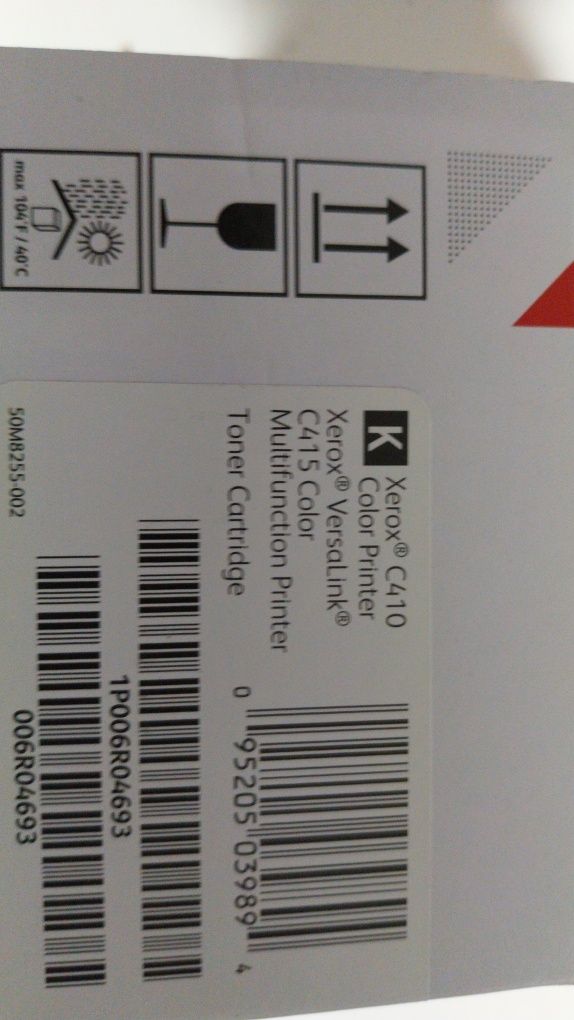 max 104°F / 40°C
K
Xerox® C410
Color Printer
Xerox® VersaLink®
C415 Color
Multifunction Printer
Toner Cartridge
0 95205 03989 4
1P006R04693
006R04693
50M8255-002